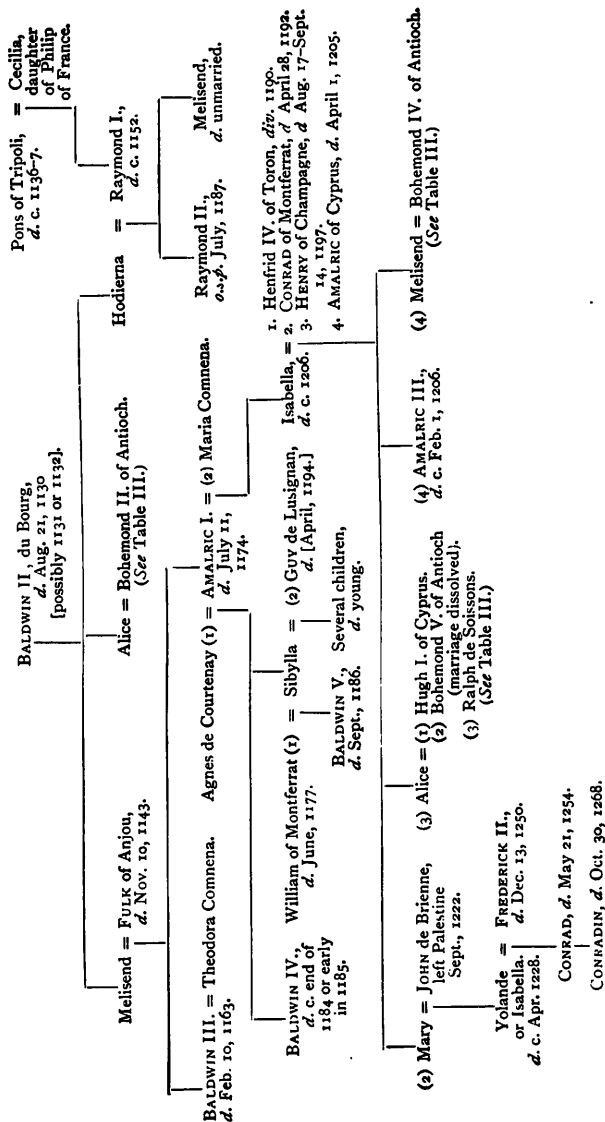 BALDWIN II., du Bourg,
d. Aug. 21, 1130
[possibly 1131 or 1132].
Pons of Tripoli,
d. c. 1136-7.
= Cecilia,
daughter
of Philip
of France.
Melisend = FULK of Anjou,
d. Nov. 10, 1143.
Alice = Bohemond II. of Antioch.
(See Table III.)
Hodierna = Raymond I.,
d. c. 1152.
BALDWIN III. = Theodora Comnena.
d. Feb. 10, 1163.
Agnes de Courtenay (1) = AMALRIC I. = (2) Maria Comnena.
d. July 11,
1174.
Raymond II.,
o.s.p. July, 1187.
Melisend,
d. unmarried.
BALDWIN IV.,
d. c. end of
1184 or early
in 1185.
William of Montferrat (1) = Sibylla = (2) GUY de Lusignan,
d. June, 1177.
d. [April, 1194.]
BALDWIN V.,
d. Sept., 1186.
Several children,
d. young.
Isabella, =
d. c. 1206.
1. Henfrid IV. of Toron, div. 1190.
2. CONRAD of Montferrat, d April 28, 1192.
3. HENRY of Champagne, d Aug. 17-Sept.
14, 1197.
4. AMALRIC of Cyprus, d. April 1, 1205.
(2) Mary = JOHN de Brienne,
left Palestine
Sept., 1222.
(3) Alice = (1) Hugh I. of Cyprus.
(2) Bohemond V. of Antioch
(marriage dissolved).
(3) Ralph de Soissons.
(See Table III.)
(4) AMALRIC III.,
d. c. Feb. 1, 1206.
(4) Melisend = Bohemond IV. of Antioch.
(See Table III.)
Yolande = FREDERICK II.,
or Isabella. d. Dec. 13, 1250.
d. c. Apr. 1228.
CONRAD, d. May 21, 1254.
CONRADIN, d. Oct. 30, 1268.